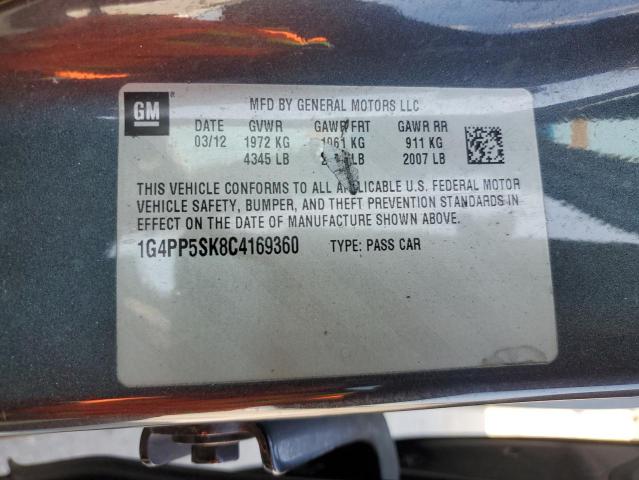 GM
MFD BY GENERAL MOTORS LLC
DATE GVWR GAWR FRT GAWR RR
03/12 1972 KG 1061 KG 911 KG
4345 LB LB 2007 LB
THIS VEHICLE CONFORMS TO ALL APPLICABLE U.S. FEDERAL MOTOR
VEHICLE SAFETY, BUMPER, AND THEFT PREVENTION STANDARDS IN
EFFECT ON THE DATE OF MANUFACTURE SHOWN ABOVE.
1G4PP5SK8C4169360 TYPE: PASS CAR